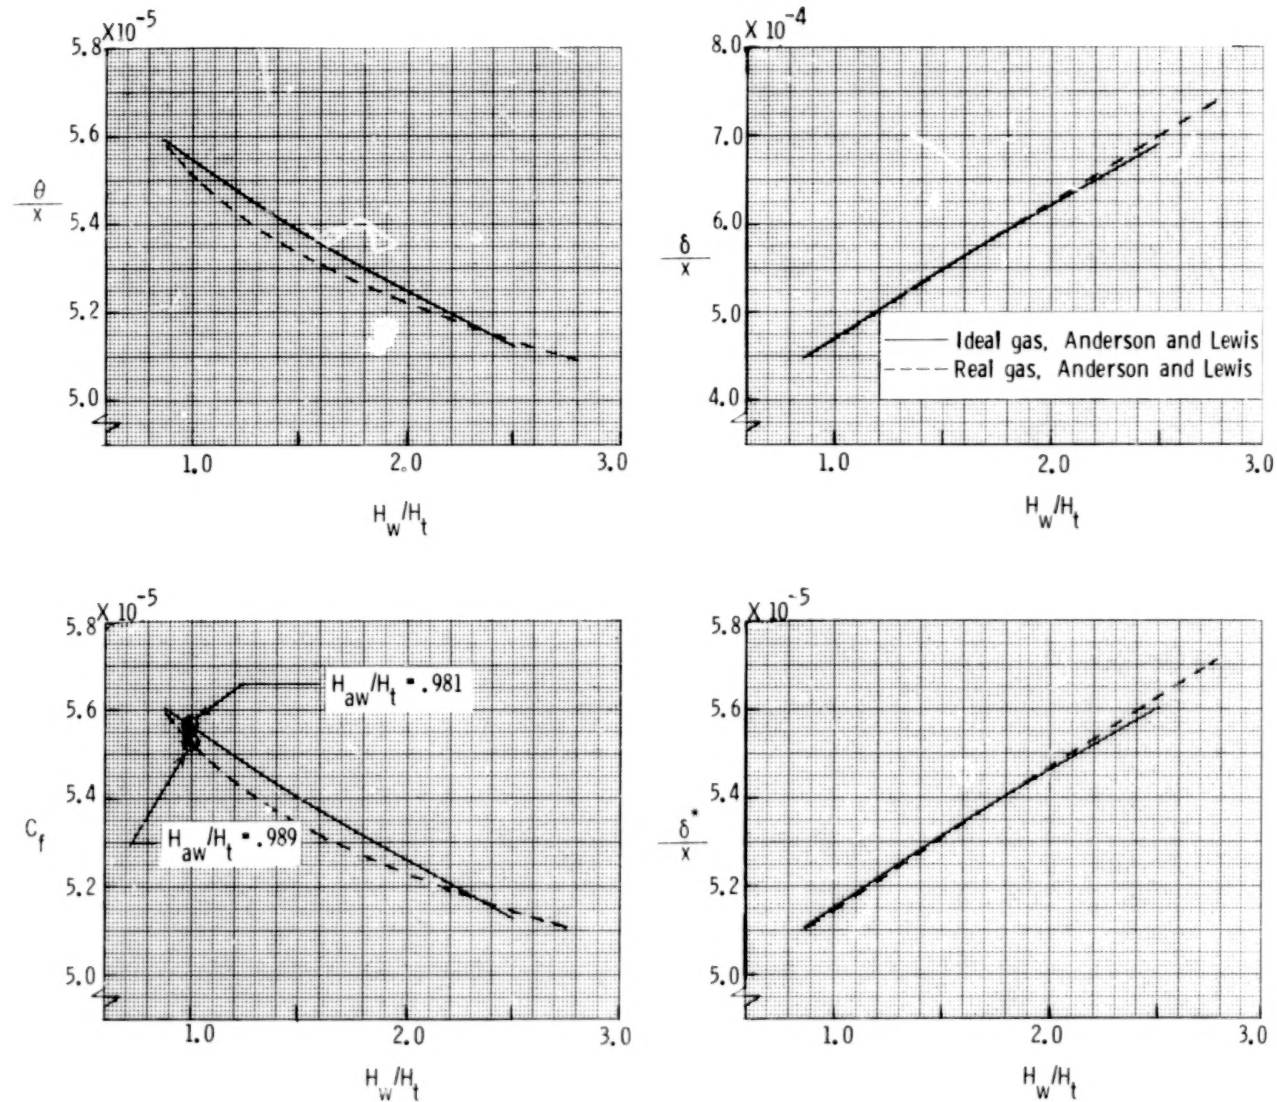 X10⁻⁵
5.8
5.6
5.4
5.2
5.0
θ/x
1.0 2.0 3.0
H_w/H_t
X 10⁻⁴
8.0
7.0
6.0
5.0
4.0
δ/x
Ideal gas, Anderson and Lewis
Real gas, Anderson and Lewis
1.0 2.0 3.0
H_w/H_t
X 10⁻⁵
5.8
5.6
5.4
5.2
5.0
C_f
H_aw/H_t = .981
H_aw/H_t = .989
1.0 2.0 3.0
H_w/H_t
X 10⁻⁵
5.8
5.6
5.4
5.2
5.0
δ*/x
1.0 2.0 3.0
H_w/H_t